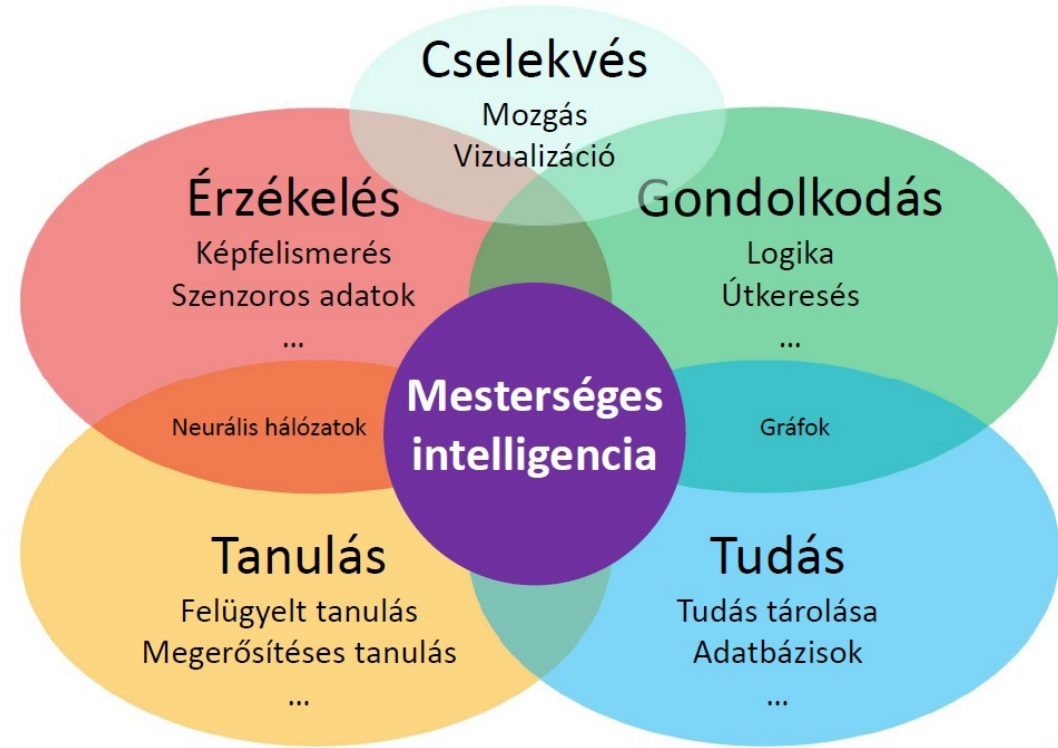 Cselekvés
Mozgás
Vizualizáció
Érzékelés
Képfelismerés
Szenzoros adatok
...
Gondolkodás
Logika
Útkeresés
...
Neurális hálózatok
Mesterséges
intelligencia
Gráfok
Tanulás
Felügyelt tanulás
Megerősítéses tanulás
...
Tudás
Tudás tárolása
Adatbázisok
...